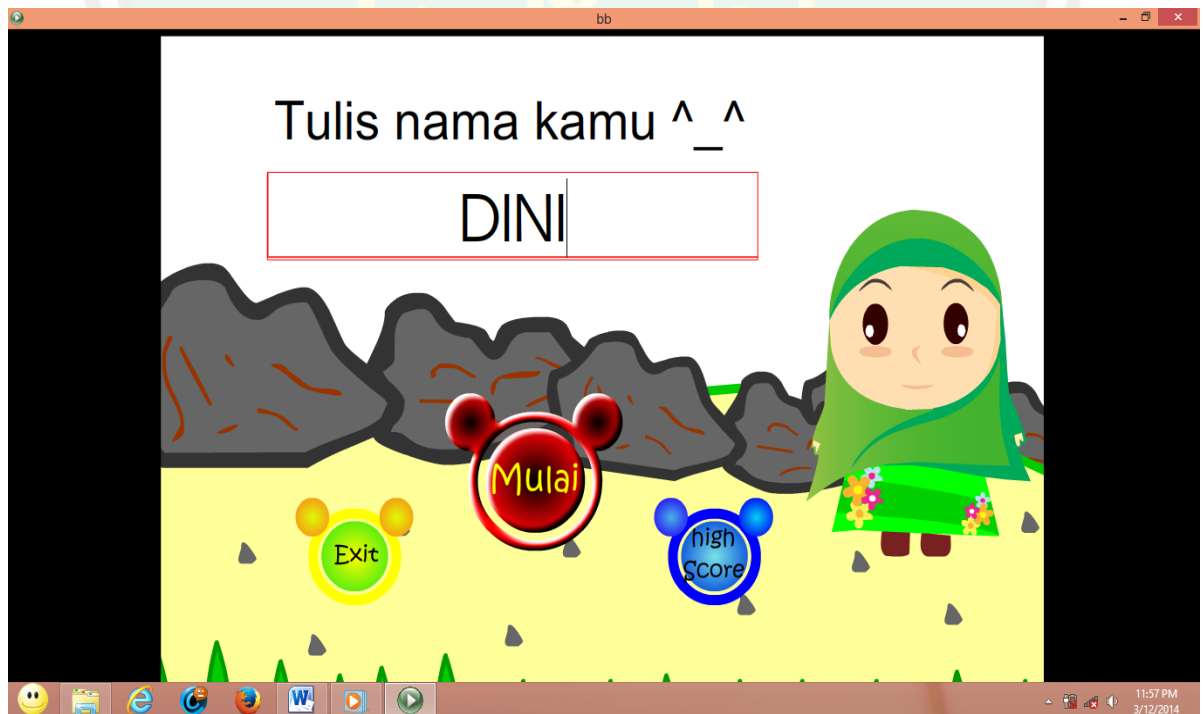 bb
Tulis nama kamu ^_^
DINI
Mulai
Exit
high
Score
11:57 PM
3/12/2014